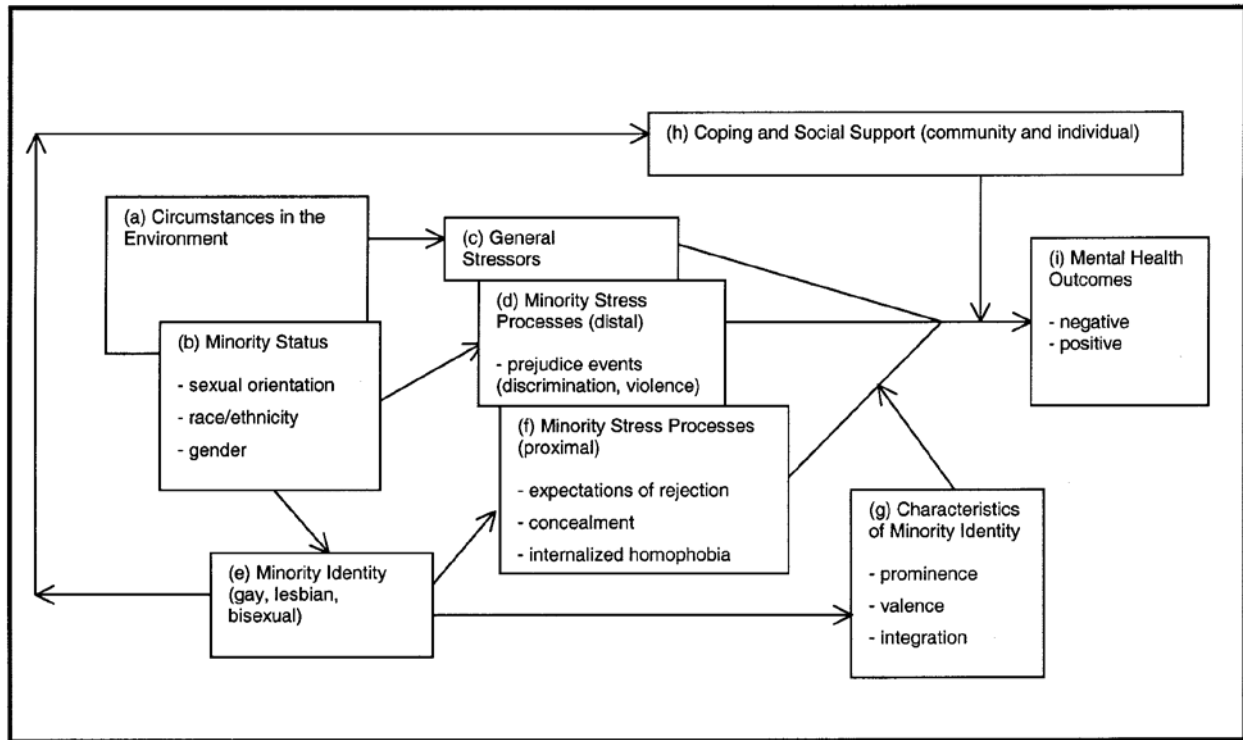 (h) Coping and Social Support (community and individual)
(a) Circumstances in the
Environment
(c) General
Stressors
(i) Mental Health
Outcomes
- negative
- positive
(d) Minority Stress
Processes (distal)
- prejudice events
(discrimination, violence)
(b) Minority Status
- sexual orientation
- race/ethnicity
- gender
(f) Minority Stress Processes
(proximal)
- expectations of rejection
- concealment
- internalized homophobia
(g) Characteristics
of Minority Identity
- prominence
- valence
- integration
(e) Minority Identity
(gay, lesbian,
bisexual)